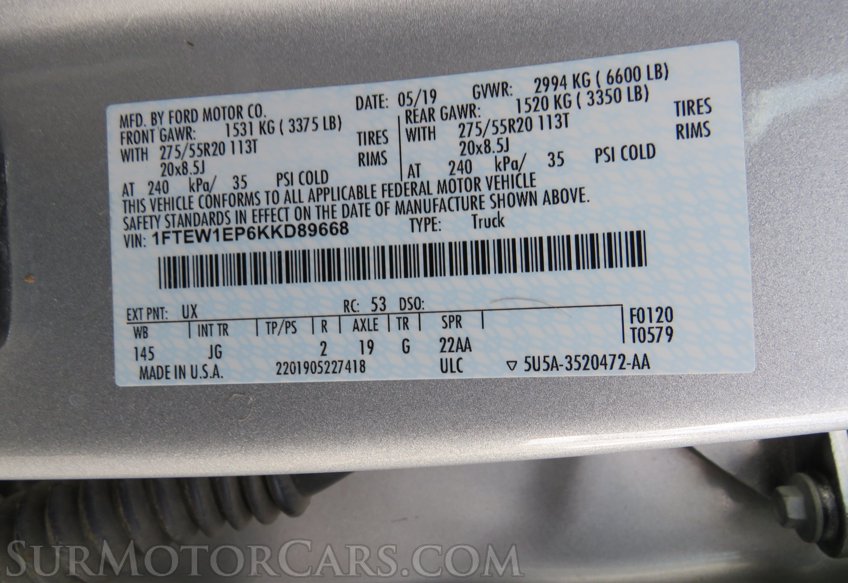 MFD. BY FORD MOTOR CO. DATE: 05/19 GVWR: 2994 KG ( 6600 LB)
FRONT GAWR: 1531 KG ( 3375 LB) REAR GAWR: 1520 KG ( 3350 LB)
WITH 275/55R20 113T TIRES WITH 275/55R20 113T TIRES
20x8.5J RIMS 20x8.5J RIMS
AT 240 kPa/ 35 PSI COLD AT 240 kPa/ 35 PSI COLD
THIS VEHICLE CONFORMS TO ALL APPLICABLE FEDERAL MOTOR VEHICLE
SAFETY STANDARDS IN EFFECT ON THE DATE OF MANUFACTURE SHOWN ABOVE.
VIN: 1FTEW1EP6KKD89668 TYPE: Truck
EXT PNT: UX RC: 53 DSO:
WB INT TR TP/PS R AXLE TR SPR F0120
145 JG 2 19 G 22AA T0579
MADE IN U.S.A. 2201905227418 ULC ▽ 5U5A-3520472-AA
SurMotorCars.com